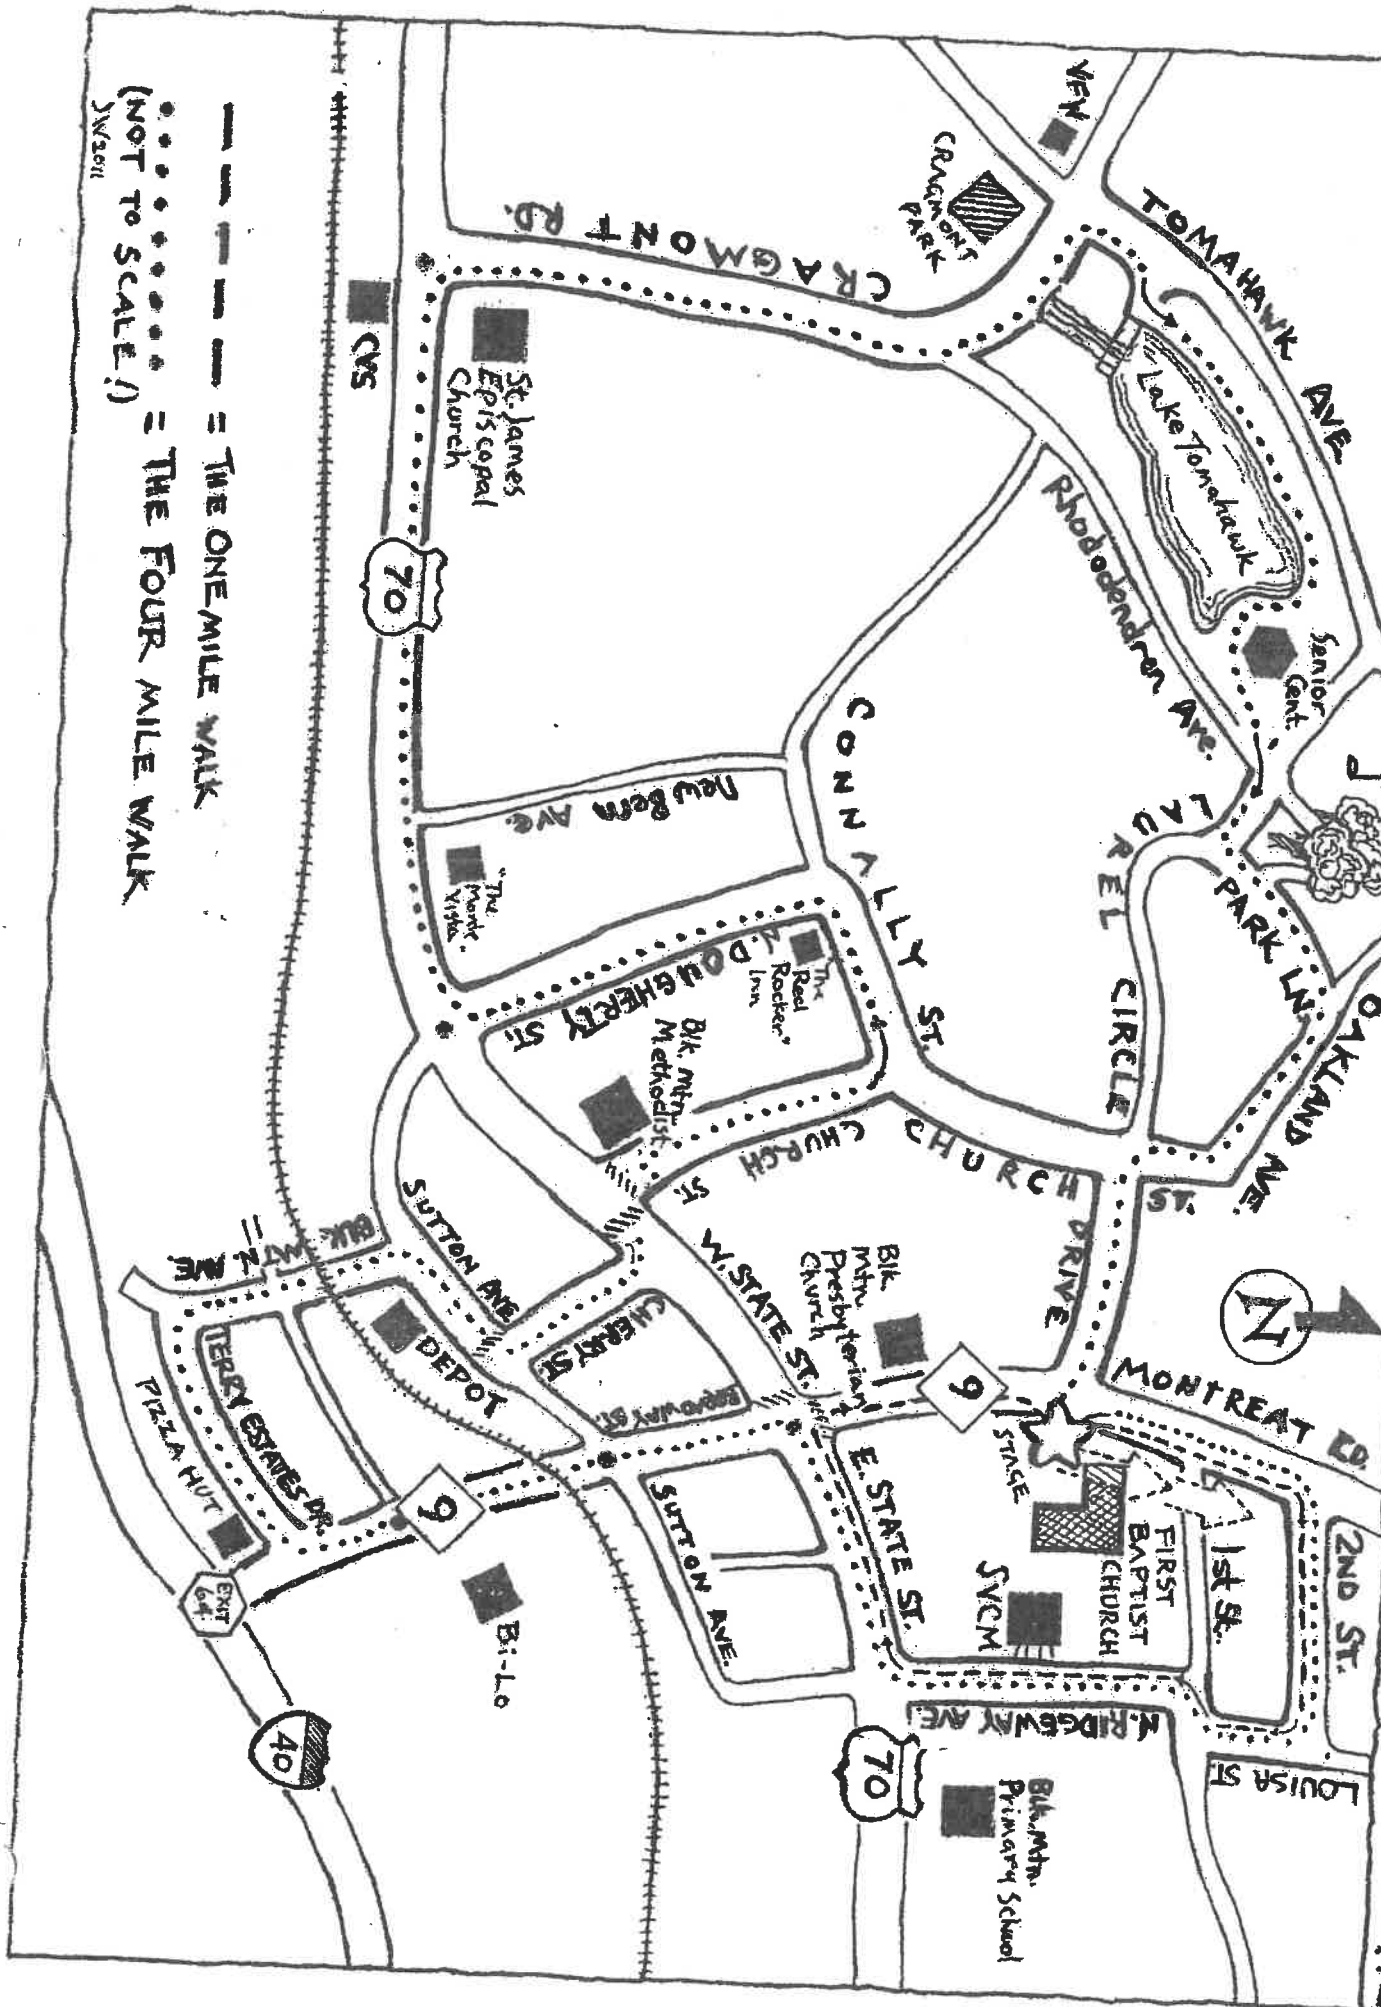 VFW
CRAGMONT
PARK
TOMAHAWK AVE.
CRAGMONT RD.
Lake Tomahawk
Senior
Cent.
Rhododendron Ave.
CVS
St. James
Episcopal
Church
70
CONNALLY ST.
New Bern
Ave.
"The
Monte
Vista"
LAUREL CIRCLE
PARK LN.
OAKLAND AVE.
"The
Red
Rocker"
Inn
N. DOUGHERTY
ST.
Blk. Mtn.
Methodist
CHURCH ST.
CHURCH
ST.
DRIVE
N
W. STATE ST.
Blk.
Mtn.
Presbyterian
Church
SUTTON AVE
BLK. MTN. AVE
CHERRY ST
DEPOT
BROADWAY ST.
9
STAGE
MONTREAT RD.
FIRST
BAPTIST
CHURCH
1st St.
2ND ST.
TERRY ESTATES DR.
PIZZA HUT
9
EXIT
64
Bi-Lo
SUTTON AVE.
E. STATE ST.
SVCM
N. RIDGEWAY AVE.
LOUISA ST
40
70
Blk. Mtn.
Primary School
= THE ONE MILE WALK
= THE FOUR MILE WALK
(NOT TO SCALE!)
JW2011